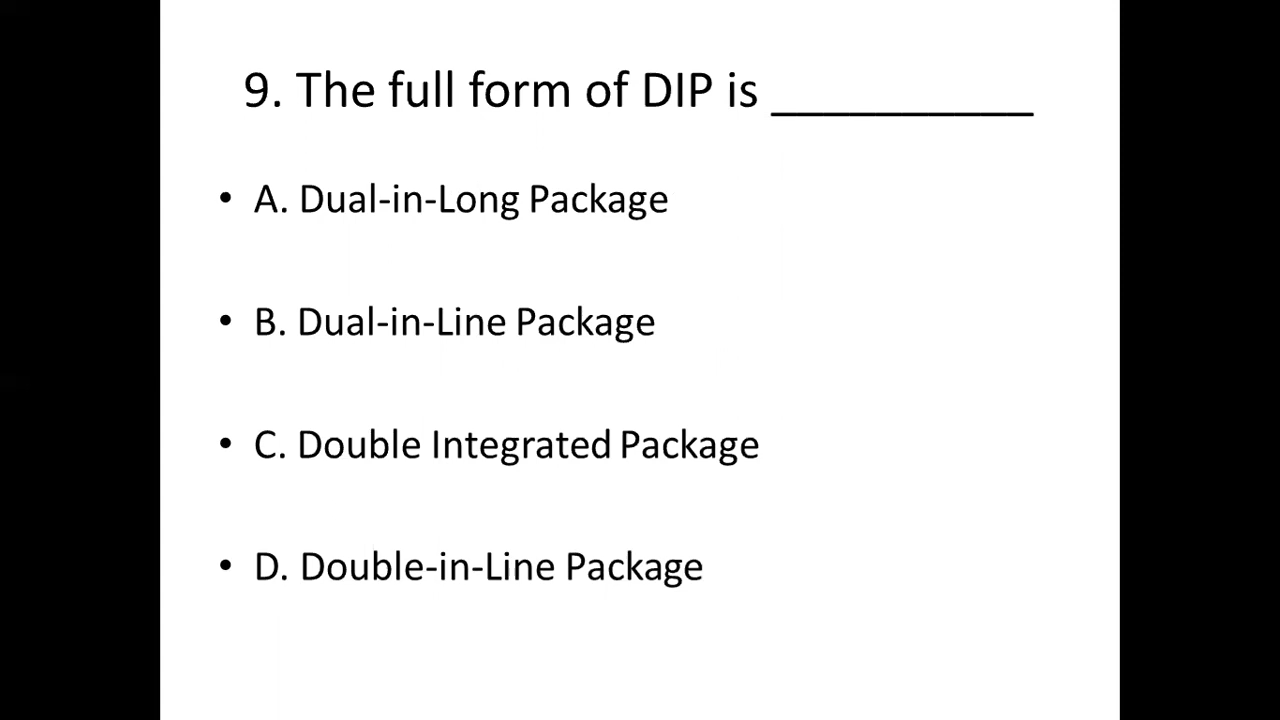 9. The full form of DIP is __________
• A. Dual-in-Long Package
• B. Dual-in-Line Package
• C. Double Integrated Package
• D. Double-in-Line Package